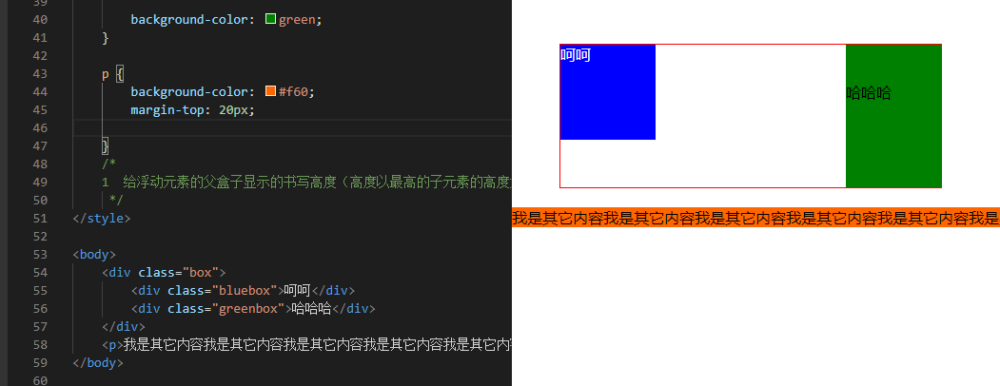 39
40 background-color: green;
41 }
42
43 p {
44 background-color: #f60;
45 margin-top: 20px;
46
47 }
48 /*
49 1 给浮动元素的父盒子显示的书写高度（高度以最高的子元素的高度
50 */
51 </style>
52
53 <body>
54 <div class="box">
55 <div class="bluebox">呵呵</div>
56 <div class="greenbox">哈哈哈</div>
57 </div>
58 <p>我是其它内容我是其它内容我是其它内容我是其它内容我是其它内
59 </body>
60
呵呵
哈哈哈
我是其它内容我是其它内容我是其它内容我是其它内容我是其它内容我是